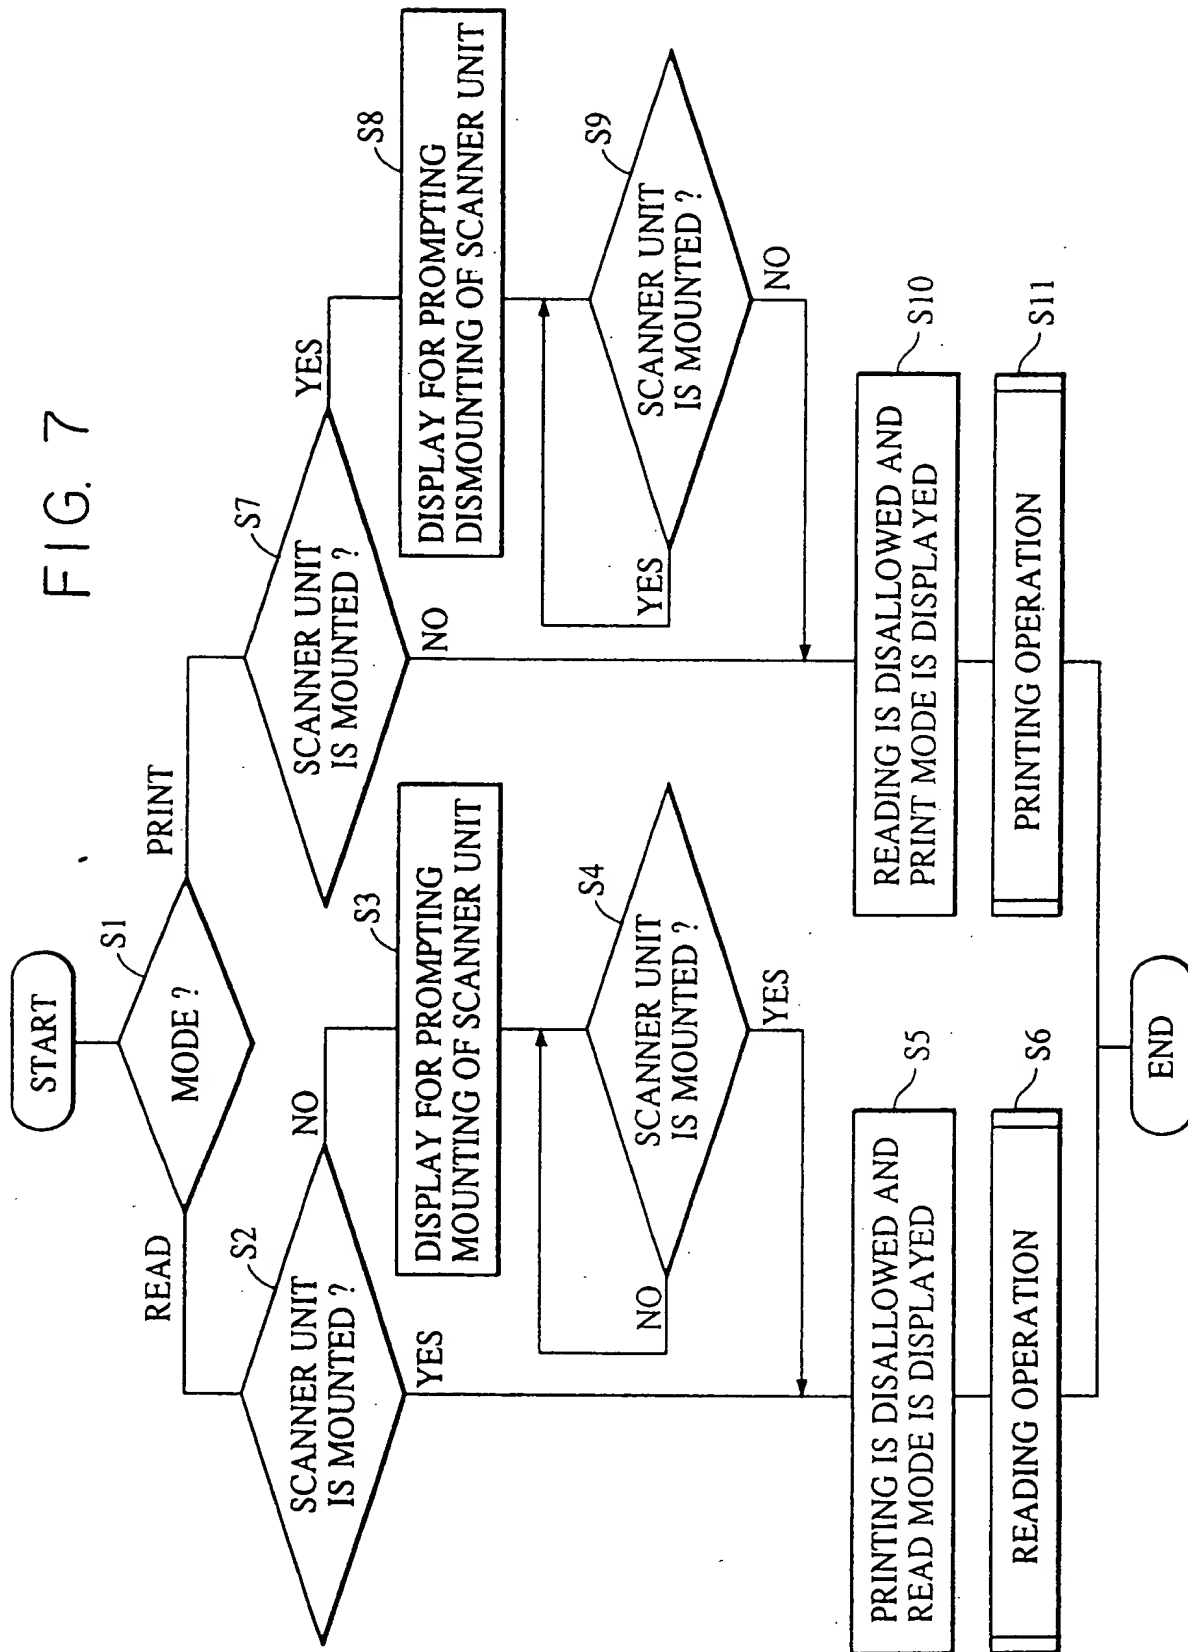 FIG. 7
START
MODE ?
S1
READ
PRINT
SCANNER UNIT
IS MOUNTED ?
S2
NO
YES
DISPLAY FOR PROMPTING
MOUNTING OF SCANNER UNIT
S3
SCANNER UNIT
IS MOUNTED ?
S4
NO
YES
PRINTING IS DISALLOWED AND
READ MODE IS DISPLAYED
S5
READING OPERATION
S6
SCANNER UNIT
IS MOUNTED ?
S7
YES
NO
DISPLAY FOR PROMPTING
DISMOUNTING OF SCANNER UNIT
S8
SCANNER UNIT
IS MOUNTED ?
S9
YES
NO
READING IS DISALLOWED AND
PRINT MODE IS DISPLAYED
S10
PRINTING OPERATION
S11
END